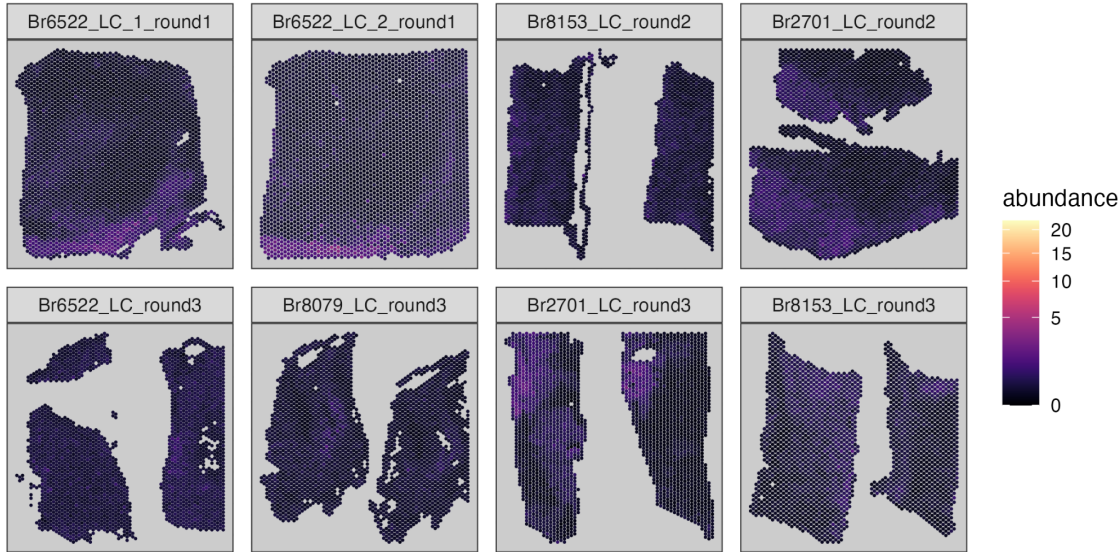 Br6522_LC_1_round1
Br6522_LC_2_round1
Br8153_LC_round2
Br2701_LC_round2
Br6522_LC_round3
Br8079_LC_round3
Br2701_LC_round3
Br8153_LC_round3
abundance
20
15
10
5
0